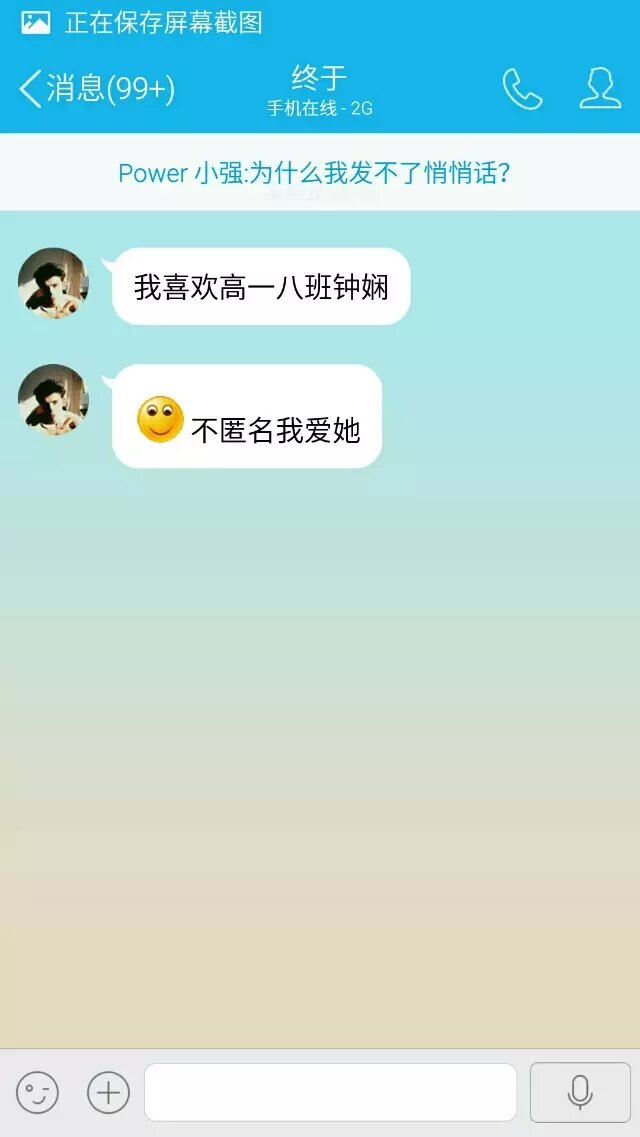 正在保存屏幕截图
消息(99+)
终于
手机在线 - 2G
Power 小强:为什么我发不了悄悄话?
我喜欢高一八班钟娴
不匿名我爱她